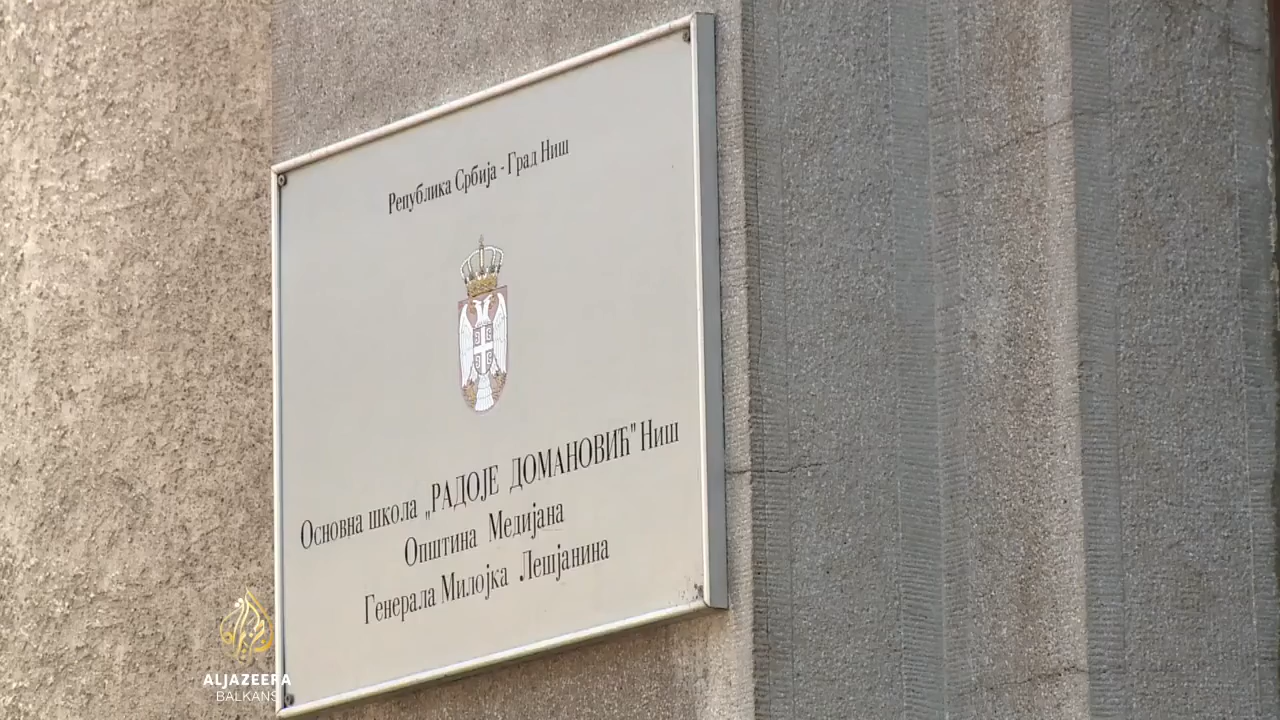 Република Србија - Град Ниш
Основна школа „РАДОЈЕ ДОМАНОВИЋ" Ниш
Општина Медијана
Генерала Милојка Лешјанина
ALJAZEERA
BALKANS